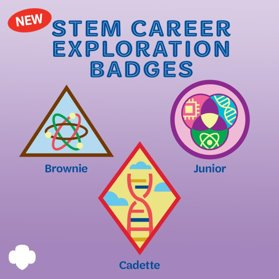 NEW
STEM CAREER
EXPLORATION
BADGES
Brownie
Junior
Cadette